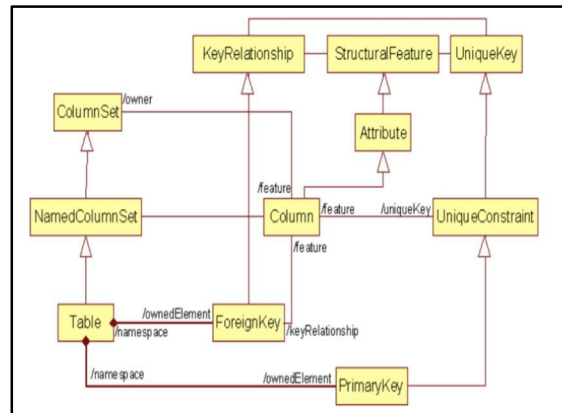 KeyRelationship StructuralFeature UniqueKey
/owner
ColumnSet
Attribute
/feature
NamedColumnSet Column /feature /uniqueKey UniqueConstraint
/feature
/ownedElement
Table ForeignKey
/namespace /keyRelationship
/namespace /ownedElement
PrimaryKey